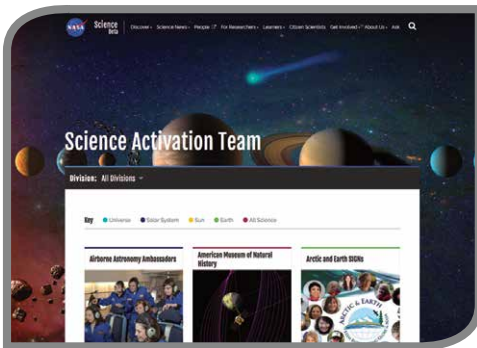 NASA
Science
Beta
Discover Science News People For Researchers Learners Citizen Scientists Get Involved About Us Ask
Science Activation Team
Division: All Divisions
Key Universe Solar System Sun Earth All Science
Airborne Astronomy Ambassadors
American Museum of Natural
History
Arctic and Earth SIGNs
ARCTIC & EARTH